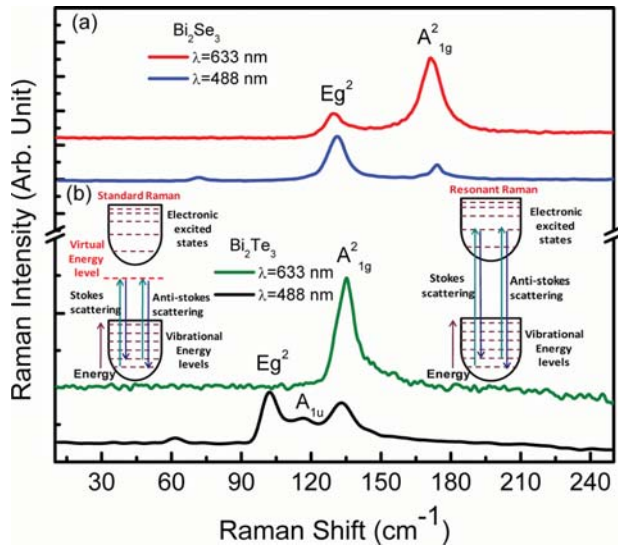 (a)
Bi₂Se₃
λ=633 nm
λ=488 nm
A²₁g
Eg²
(b)
Standard Raman
Electronic
excited
states
Virtual
Energy
level
Stokes
scattering
Anti-stokes
scattering
Vibrational
Energy
levels
Energy
Bi₂Te₃
λ=633 nm
λ=488 nm
A²₁g
Eg²
A₁u
Resonant Raman
Electronic
excited
states
Stokes
scattering
Anti-stokes
scattering
Vibrational
Energy
levels
Energy
Raman Intensity (Arb. Unit)
30 60 90 120 150 180 210 240
Raman Shift (cm⁻¹)